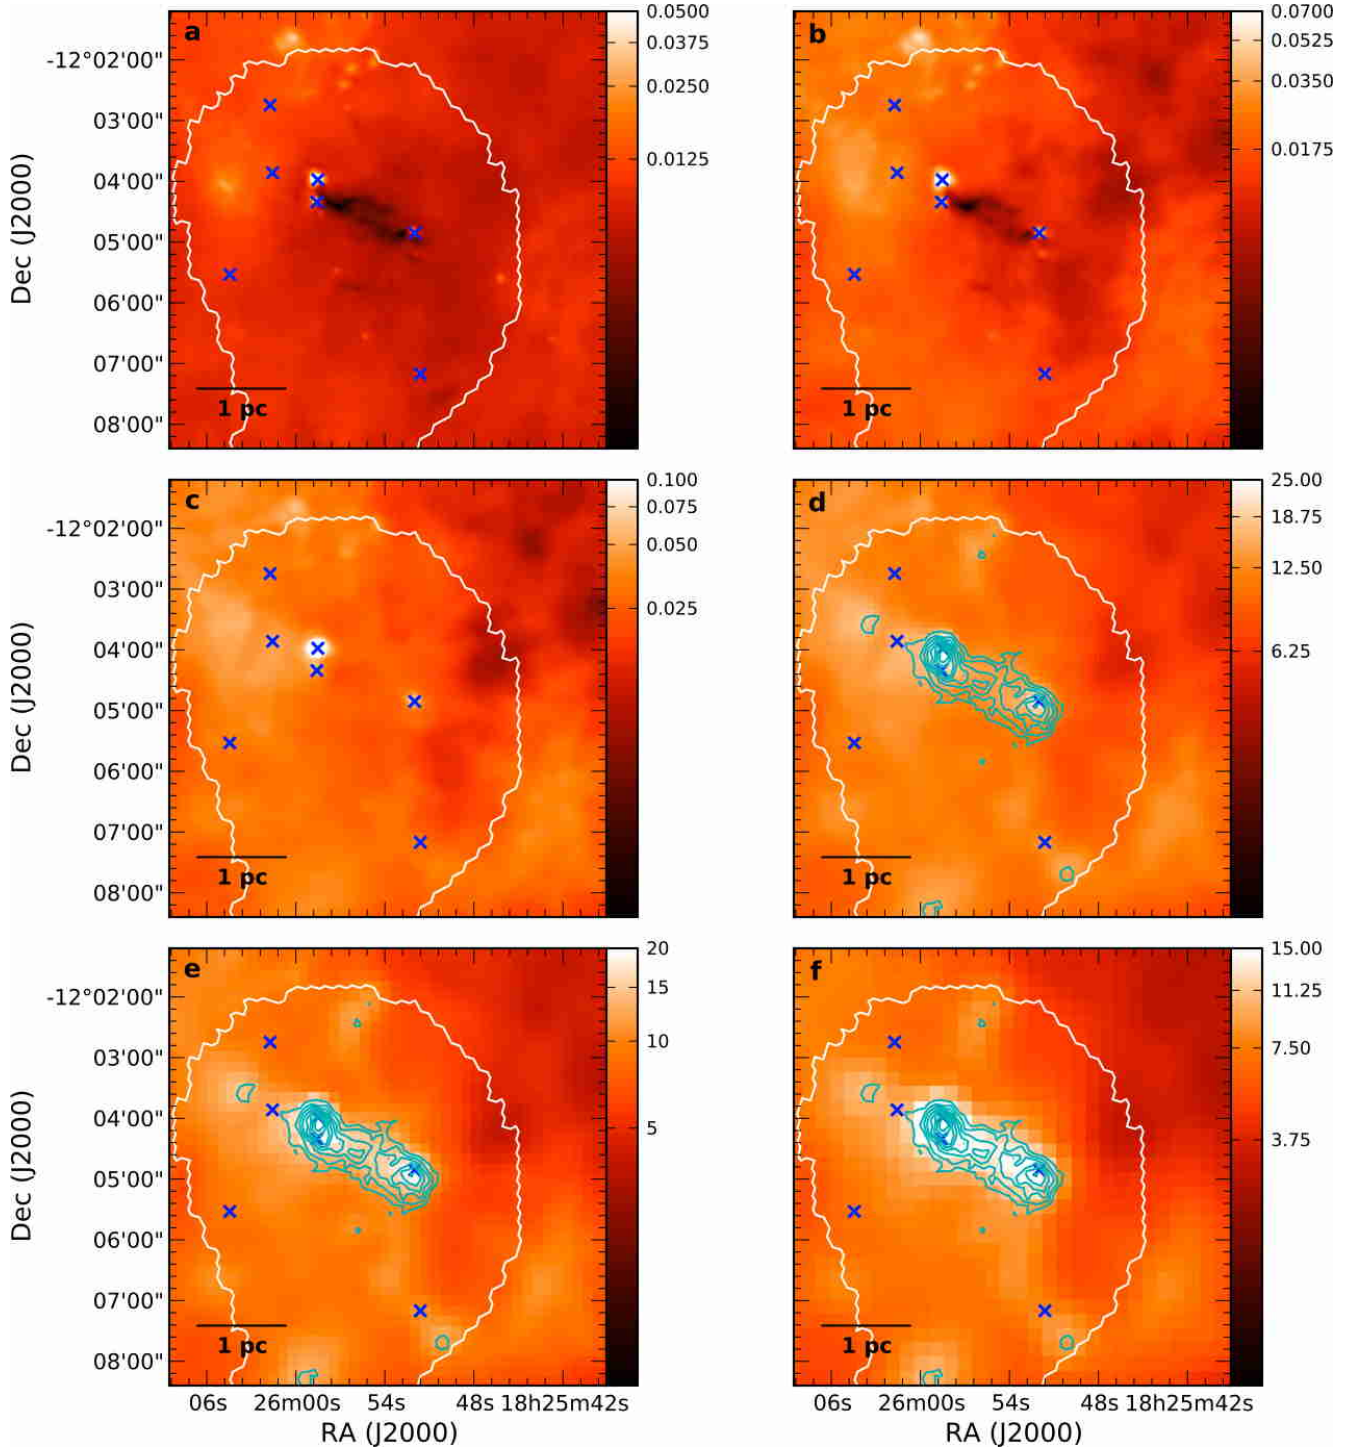 a
0.0500
0.0375
0.0250
0.0125
-12°02'00"
03'00"
04'00"
05'00"
06'00"
07'00"
08'00"
Dec (J2000)
1 pc
b
0.0700
0.0525
0.0350
0.0175
1 pc
c
0.100
0.075
0.050
0.025
-12°02'00"
03'00"
04'00"
05'00"
06'00"
07'00"
08'00"
Dec (J2000)
1 pc
d
25.00
18.75
12.50
6.25
1 pc
e
20
15
10
5
-12°02'00"
03'00"
04'00"
05'00"
06'00"
07'00"
08'00"
Dec (J2000)
1 pc
06s 26m00s 54s 48s 18h25m42s
RA (J2000)
f
15.00
11.25
7.50
3.75
1 pc
06s 26m00s 54s 48s 18h25m42s
RA (J2000)